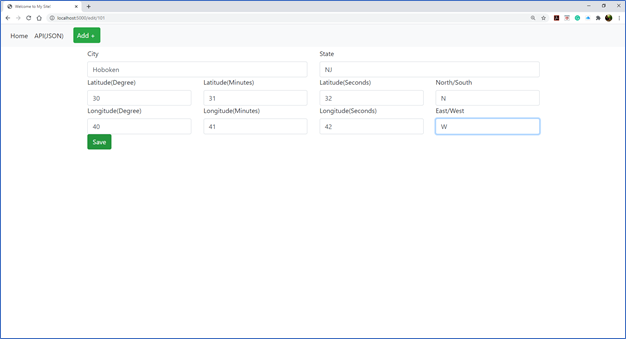 Welcome to My Site!
localhost:5000/edit/101
Home API(JSON) Add +
City State
Hoboken NJ
Latitude(Degree) Latitude(Minutes) Latitude(Seconds) North/South
30 31 32 N
Longitude(Degree) Longitude(Minutes) Longitude(Seconds) East/West
40 41 42 W
Save